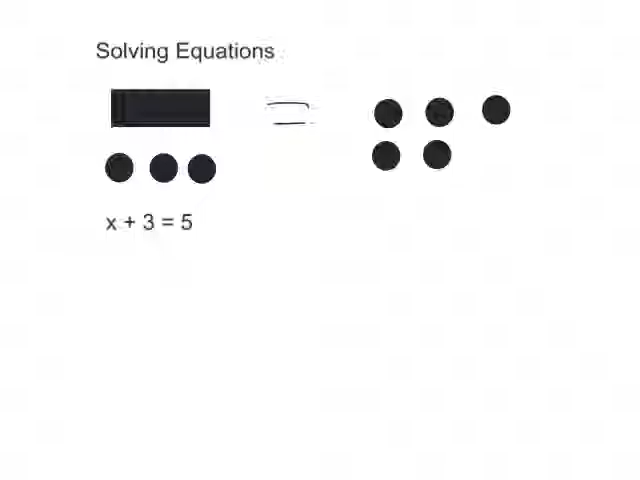 Solving Equations
=
x + 3 = 5